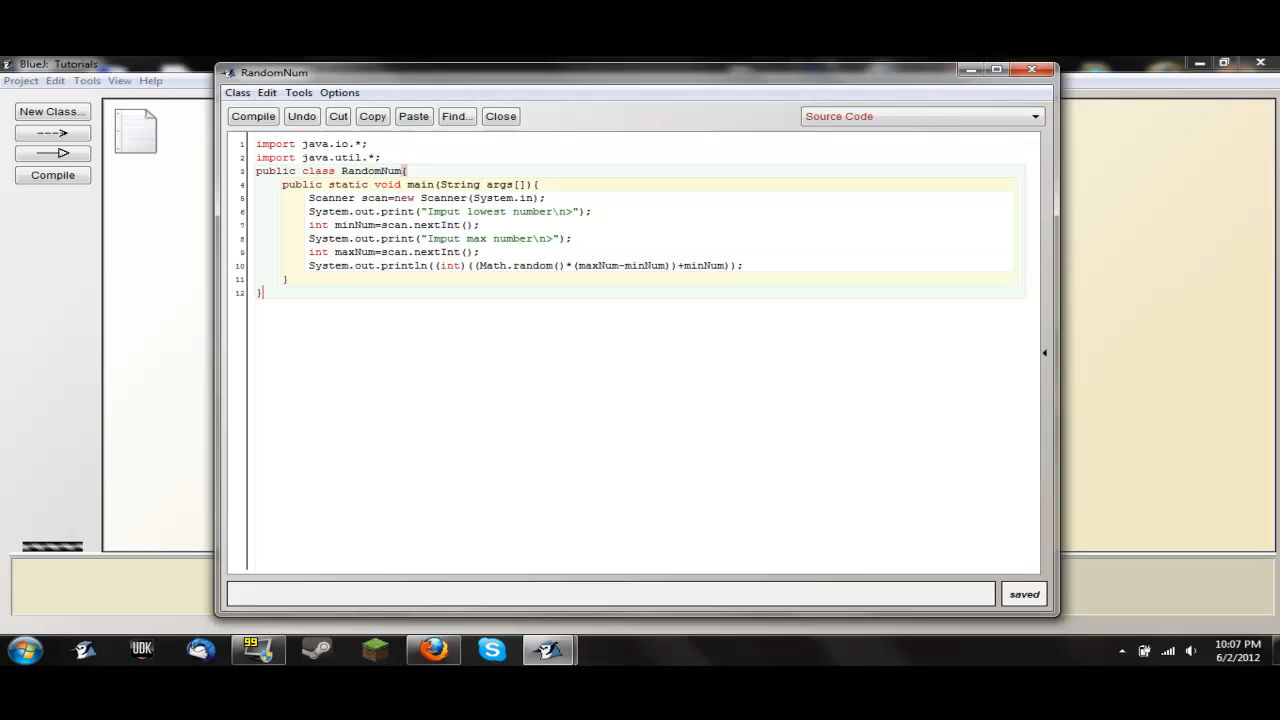 BlueJ: Tutorials
Project Edit Tools View Help
New Class...
Compile
RandomNum
Class Edit Tools Options
Compile Undo Cut Copy Paste Find... Close
Source Code
1 import java.io.*;
2 import java.util.*;
3 public class RandomNum{
4 public static void main(String args[]){
5 Scanner scan=new Scanner(System.in);
6 System.out.print("Imput lowest number\n>");
7 int minNum=scan.nextInt();
8 System.out.print("Imput max number\n>");
9 int maxNum=scan.nextInt();
10 System.out.println((int)((Math.random()*(maxNum-minNum))+minNum));
11 }
12 }
saved
UDK
99
10:07 PM
6/2/2012